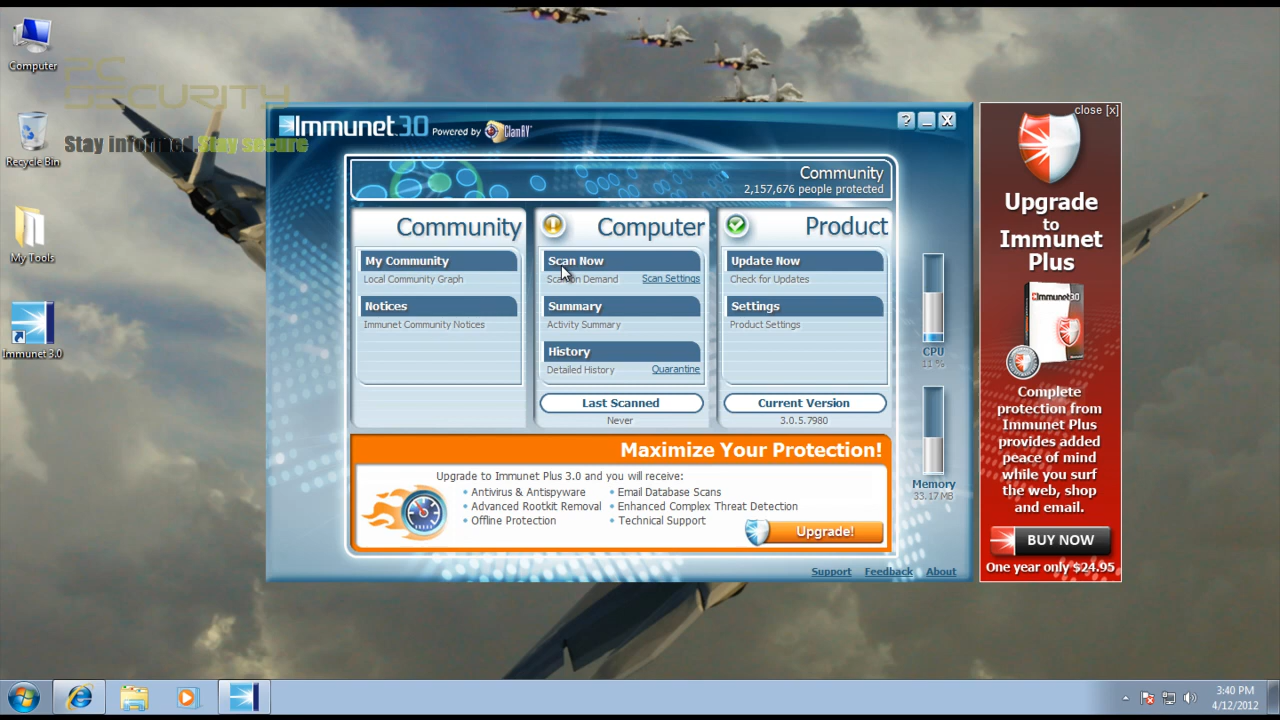 Computer
Recycle Bin
My Tools
Immunet 3.0
PC
SECURITY
Stay informed Stay secure
Immunet 3.0 Powered by ClamAV
Community
2,157,676 people protected
Community
My Community
Local Community Graph
Notices
Immunet Community Notices
Computer
Scan Now
Scan on Demand Scan Settings
Summary
Activity Summary
History
Detailed History Quarantine
Last Scanned
Never
Product
Update Now
Check for Updates
Settings
Product Settings
Current Version
3.0.5.7980
CPU
11 %
Memory
33.17 MB
Maximize Your Protection!
Upgrade to Immunet Plus 3.0 and you will receive:
• Antivirus & Antispyware
• Advanced Rootkit Removal
• Offline Protection
• Email Database Scans
• Enhanced Complex Threat Detection
• Technical Support
Upgrade!
Support Feedback About
close [x]
Upgrade
to
Immunet
Plus
Immunet 3.0
Complete
protection from
Immunet Plus
provides added
peace of mind
while you surf
the web, shop
and email.
BUY NOW
One year only $24.95
3:40 PM
4/12/2012